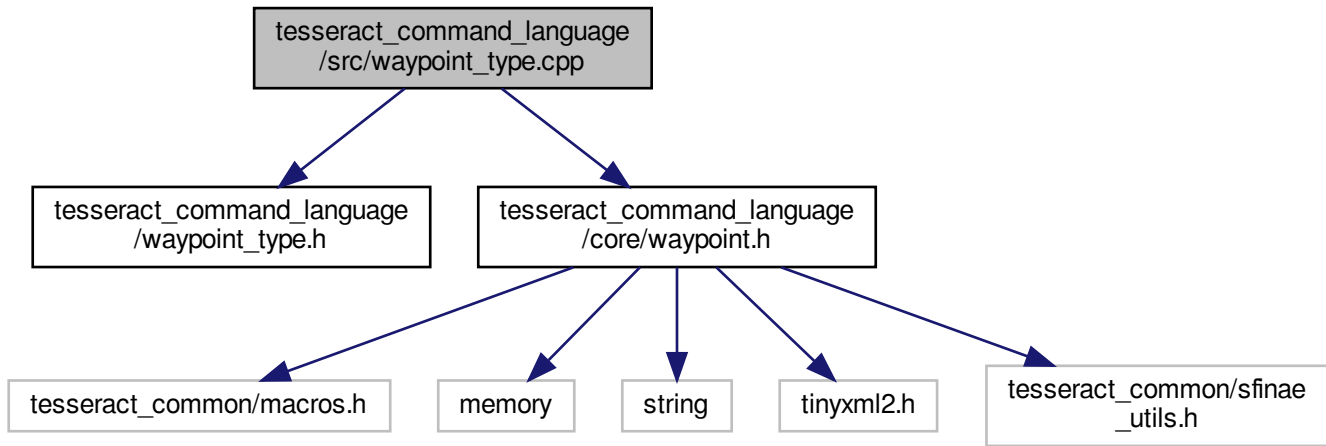 tesseract_command_language
/src/waypoint_type.cpp
tesseract_command_language
/waypoint_type.h
tesseract_command_language
/core/waypoint.h
tesseract_common/macros.h
memory
string
tinyxml2.h
tesseract_common/sfinae
_utils.h